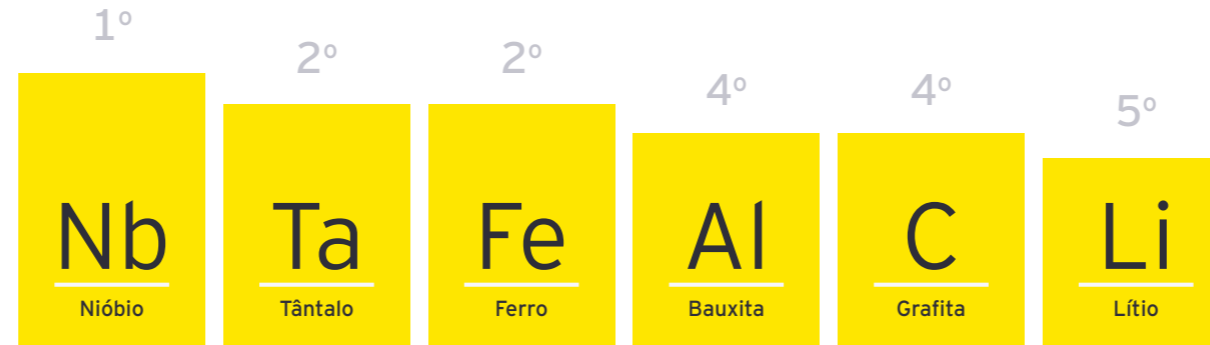 1º
2º
2º
4º
4º
5º
Nb
Ta
Fe
Al
C
Li
Nióbio
Tântalo
Ferro
Bauxita
Grafita
Lítio